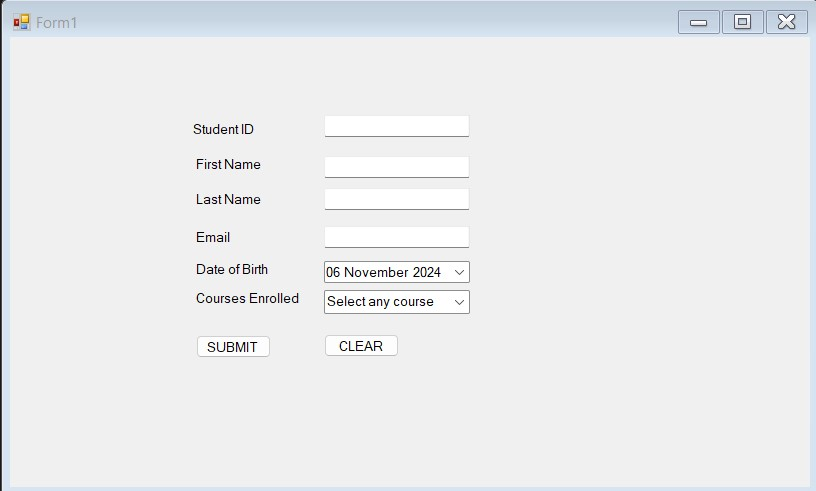 Form1
Student ID
First Name
Last Name
Email
Date of Birth 06 November 2024
Courses Enrolled Select any course
SUBMIT CLEAR